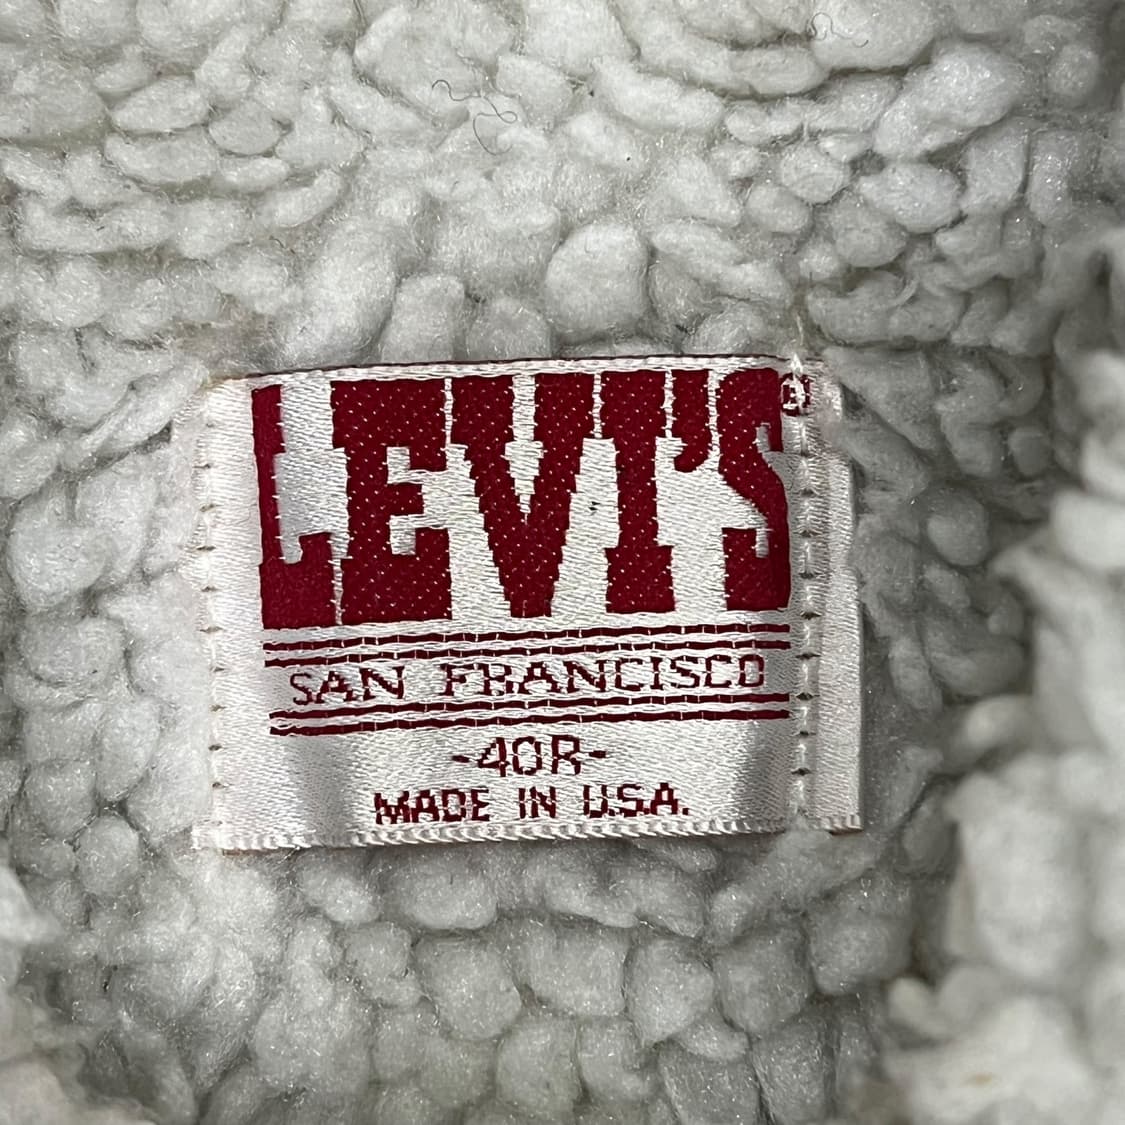 LEVI'S®
SAN FRANCISCO
-40R-
MADE IN U.S.A.